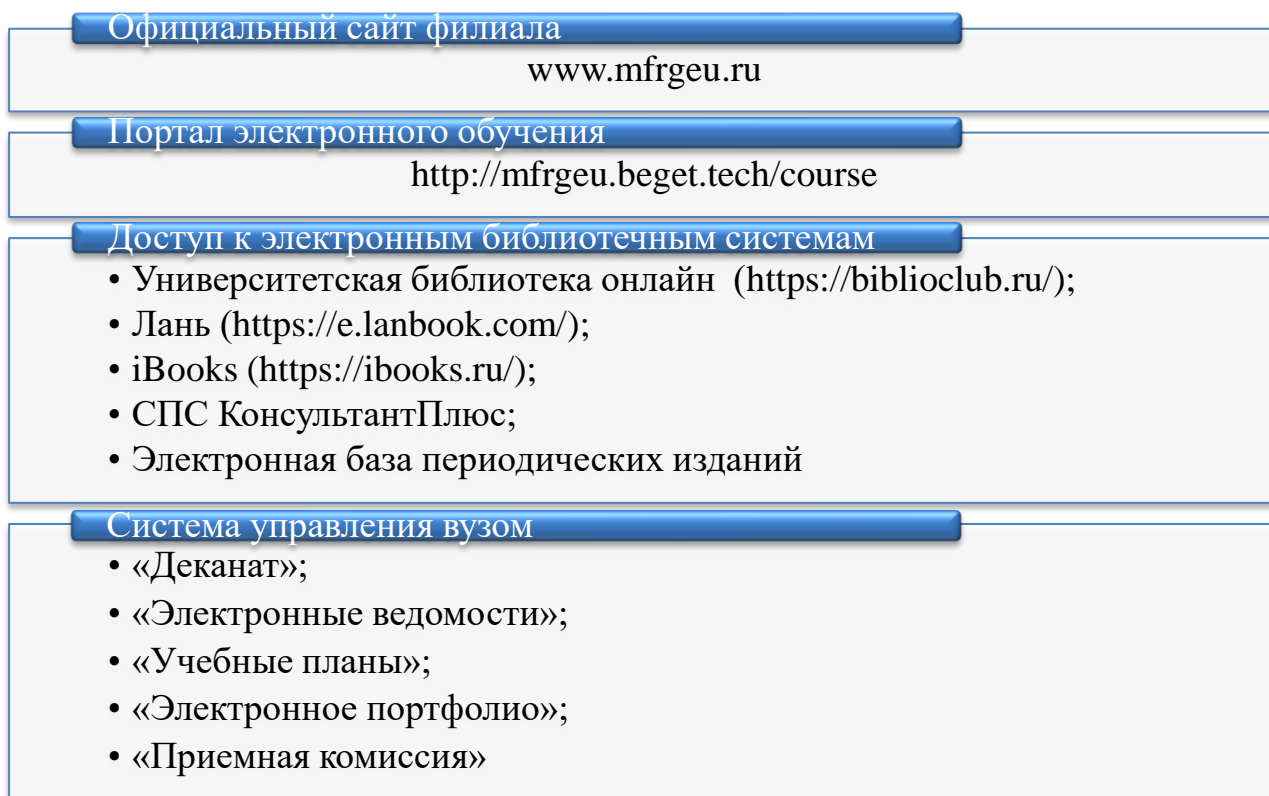 Официальный сайт филиала
www.mfrgeu.ru
Портал электронного обучения
http://mfrgeu.beget.tech/course
Доступ к электронным библиотечным системам
• Университетская библиотека онлайн (https://biblioclub.ru/);
• Лань (https://e.lanbook.com/);
• iBooks (https://ibooks.ru/);
• СПС КонсультантПлюс;
• Электронная база периодических изданий
Система управления вузом
• «Деканат»;
• «Электронные ведомости»;
• «Учебные планы»;
• «Электронное портфолио»;
• «Приемная комиссия»